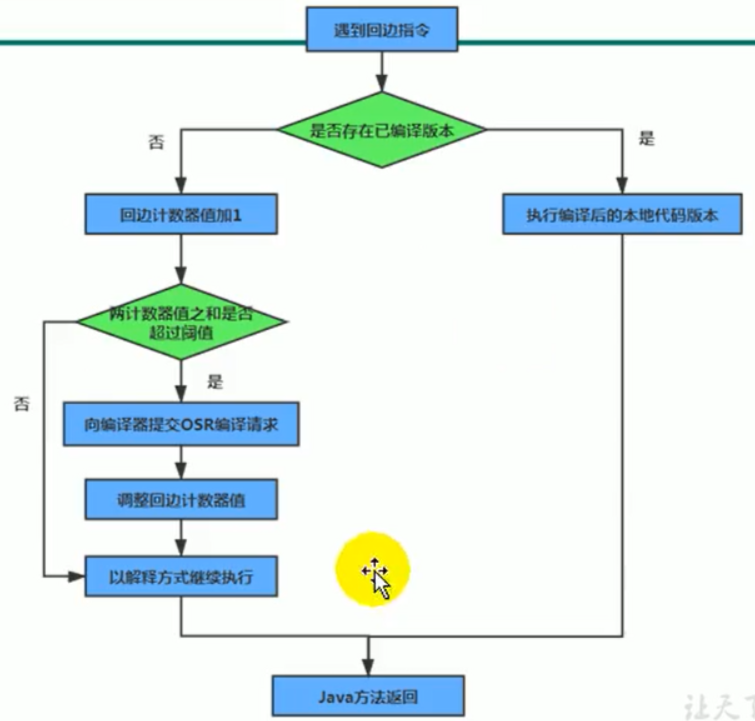 遇到回边指令
是否存在已编译版本
否
是
回边计数器值加1
执行编译后的本地代码版本
两计数器值之和是否
超过阈值
是
否
向编译器提交OSR编译请求
调整回边计数器值
以解释方式继续执行
Java方法返回
让天下